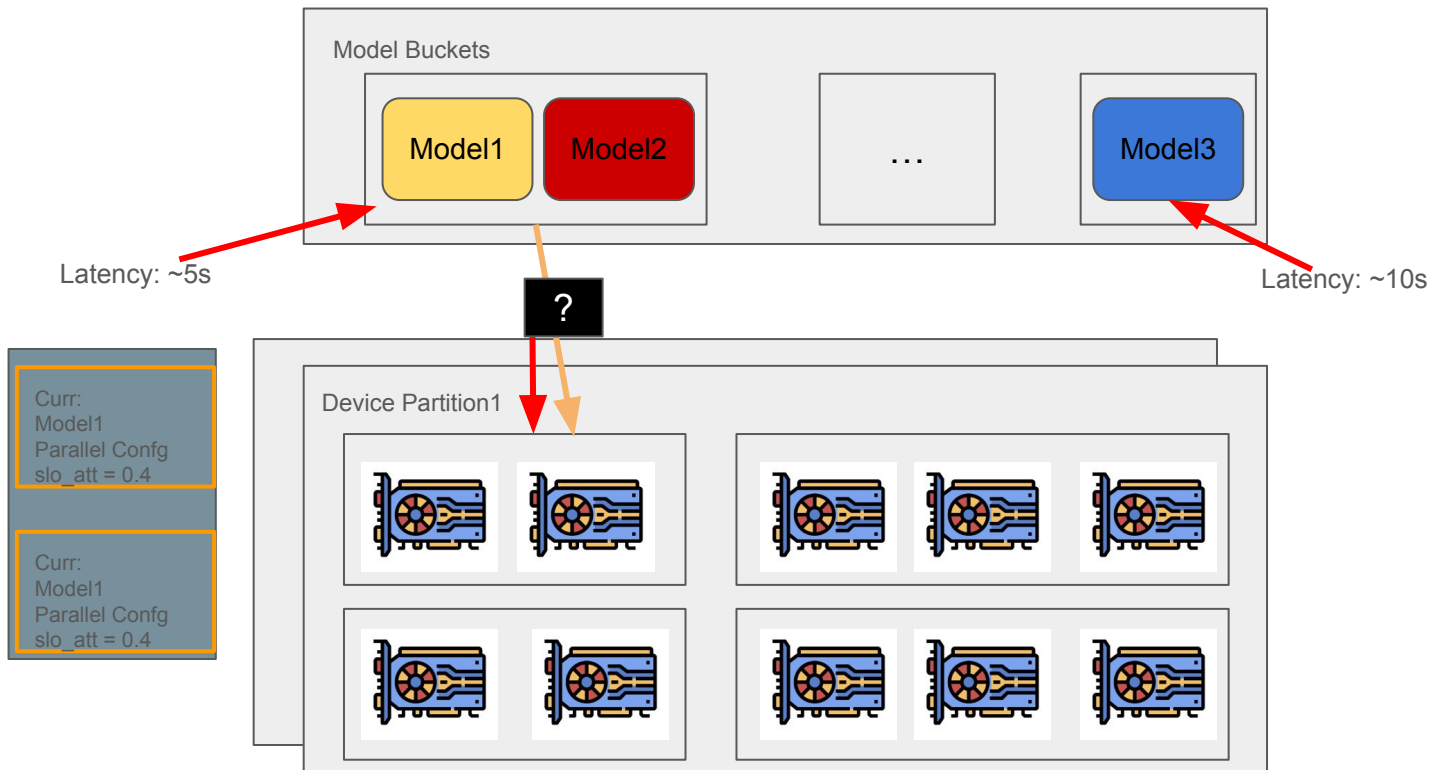 Model Buckets
Model1
Model2
...
Model3
Latency: ~5s
Latency: ~10s
?
Curr:
Model1
Parallel Confg
slo_att = 0.4
Curr:
Model1
Parallel Confg
slo_att = 0.4
Device Partition1